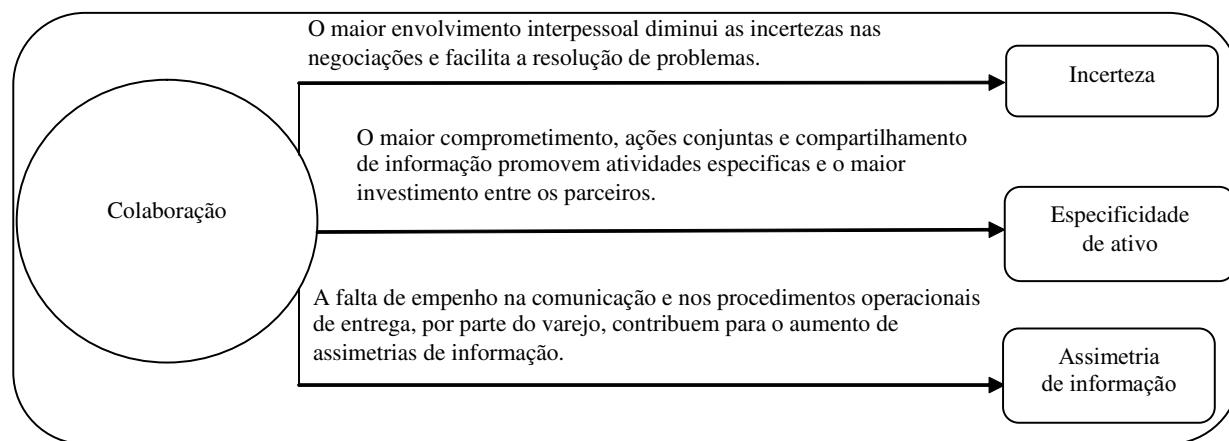 O maior envolvimento interpessoal diminui as incertezas nas
negociações e facilita a resolução de problemas.
Incerteza
O maior comprometimento, ações conjuntas e compartilhamento
de informação promovem atividades especificas e o maior
investimento entre os parceiros.
Colaboração
Especificidade
de ativo
A falta de empenho na comunicação e nos procedimentos operacionais
de entrega, por parte do varejo, contribuem para o aumento de
assimetrias de informação.
Assimetria
de informação